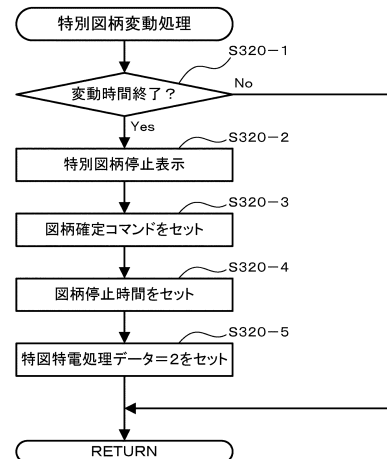 特別図柄変動処理
S320-1
変動時間終了？
No
Yes
S320-2
特別図柄停止表示
S320-3
図柄確定コマンドをセット
S320-4
図柄停止時間をセット
S320-5
特図特電処理データ=2をセット
RETURN